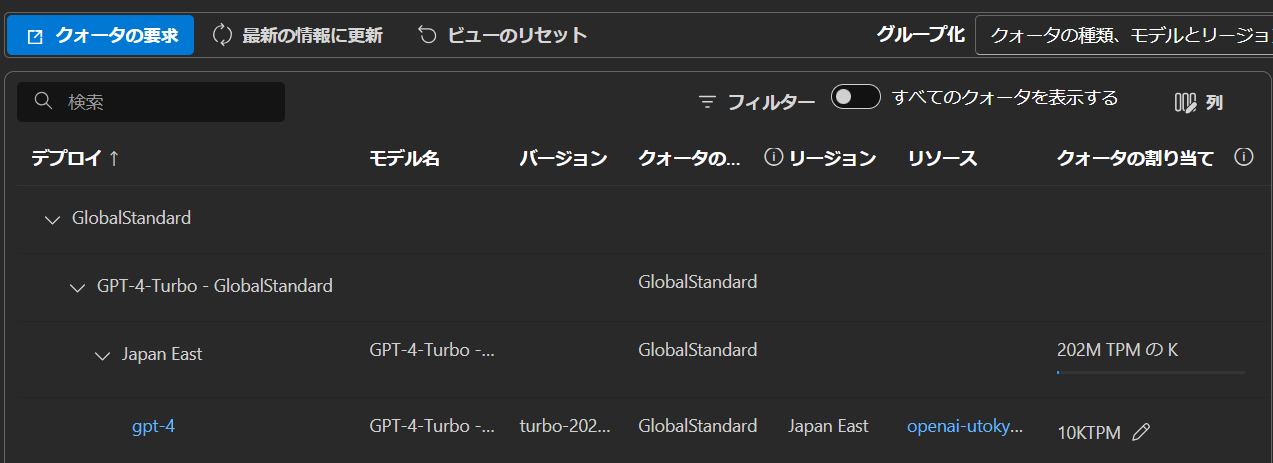 クォータの要求 最新の情報に更新 ビューのリセット グループ化 クォータの種類、モデルとリージョ
検索 フィルター すべてのクォータを表示する 列
デプロイ ↑ モデル名 バージョン クォータの... リージョン リソース クォータの割り当て
GlobalStandard
GPT-4-Turbo - GlobalStandard GlobalStandard
Japan East GPT-4-Turbo -... GlobalStandard 202M TPM の K
gpt-4 GPT-4-Turbo -... turbo-202... GlobalStandard Japan East openai-utoky... 10KTPM